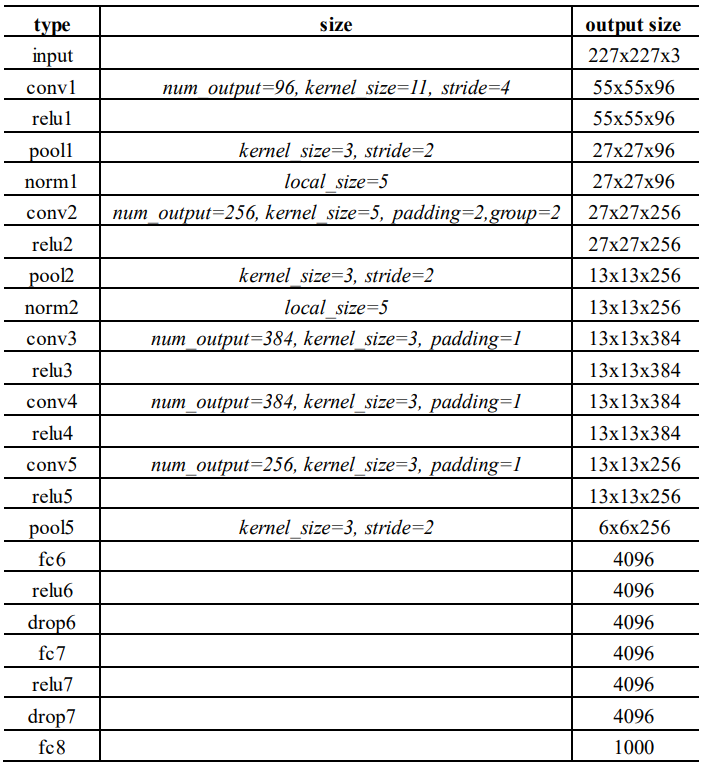 type size output size
input 227x227x3
conv1 num_output=96, kernel_size=11, stride=4 55x55x96
relu1 55x55x96
pool1 kernel_size=3, stride=2 27x27x96
norm1 local_size=5 27x27x96
conv2 num_output=256, kernel_size=5, padding=2,group=2 27x27x256
relu2 27x27x256
pool2 kernel_size=3, stride=2 13x13x256
norm2 local_size=5 13x13x256
conv3 num_output=384, kernel_size=3, padding=1 13x13x384
relu3 13x13x384
conv4 num_output=384, kernel_size=3, padding=1 13x13x384
relu4 13x13x384
conv5 num_output=256, kernel_size=3, padding=1 13x13x256
relu5 13x13x256
pool5 kernel_size=3, stride=2 6x6x256
fc6 4096
relu6 4096
drop6 4096
fc7 4096
relu7 4096
drop7 4096
fc8 1000